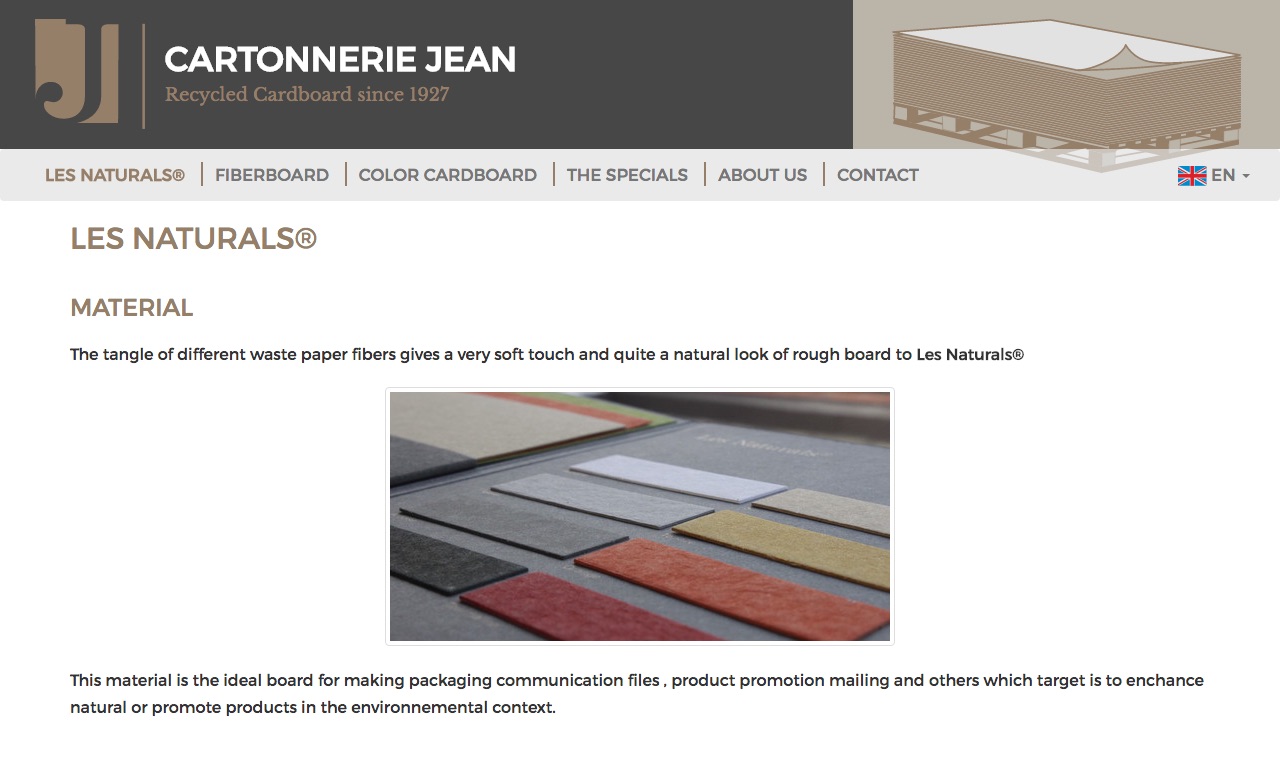 CARTONNERIE JEAN
Recycled Cardboard since 1927
LES NATURALS® FIBERBOARD COLOR CARDBOARD THE SPECIALS ABOUT US CONTACT EN
LES NATURALS®
MATERIAL
The tangle of different waste paper fibers gives a very soft touch and quite a natural look of rough board to Les Naturals®
Les Naturals®
This material is the ideal board for making packaging communication files , product promotion mailing and others which target is to enchance
natural or promote products in the environnemental context.